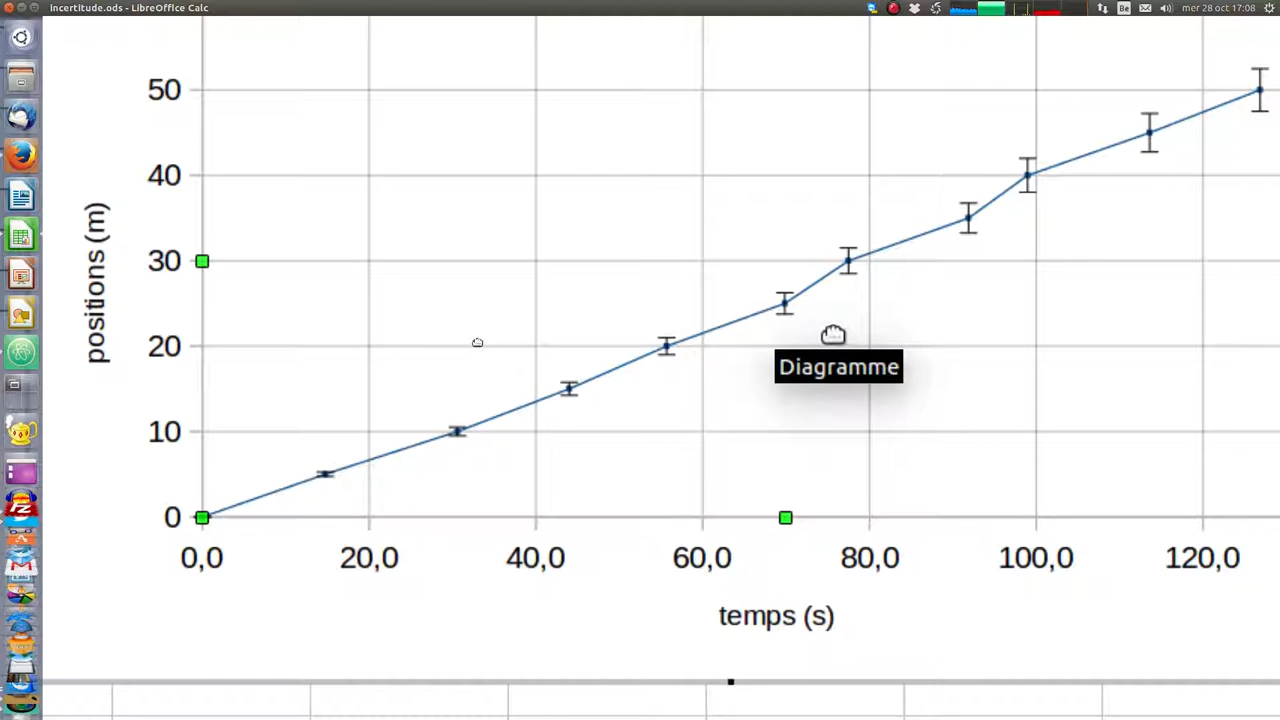 Incertitude.ods - LibreOffice Calc
Be
mer 28 oct 17:08
50
40
30
20
10
0
positions (m)
Diagramme
0,0 20,0 40,0 60,0 80,0 100,0 120,0
temps (s)